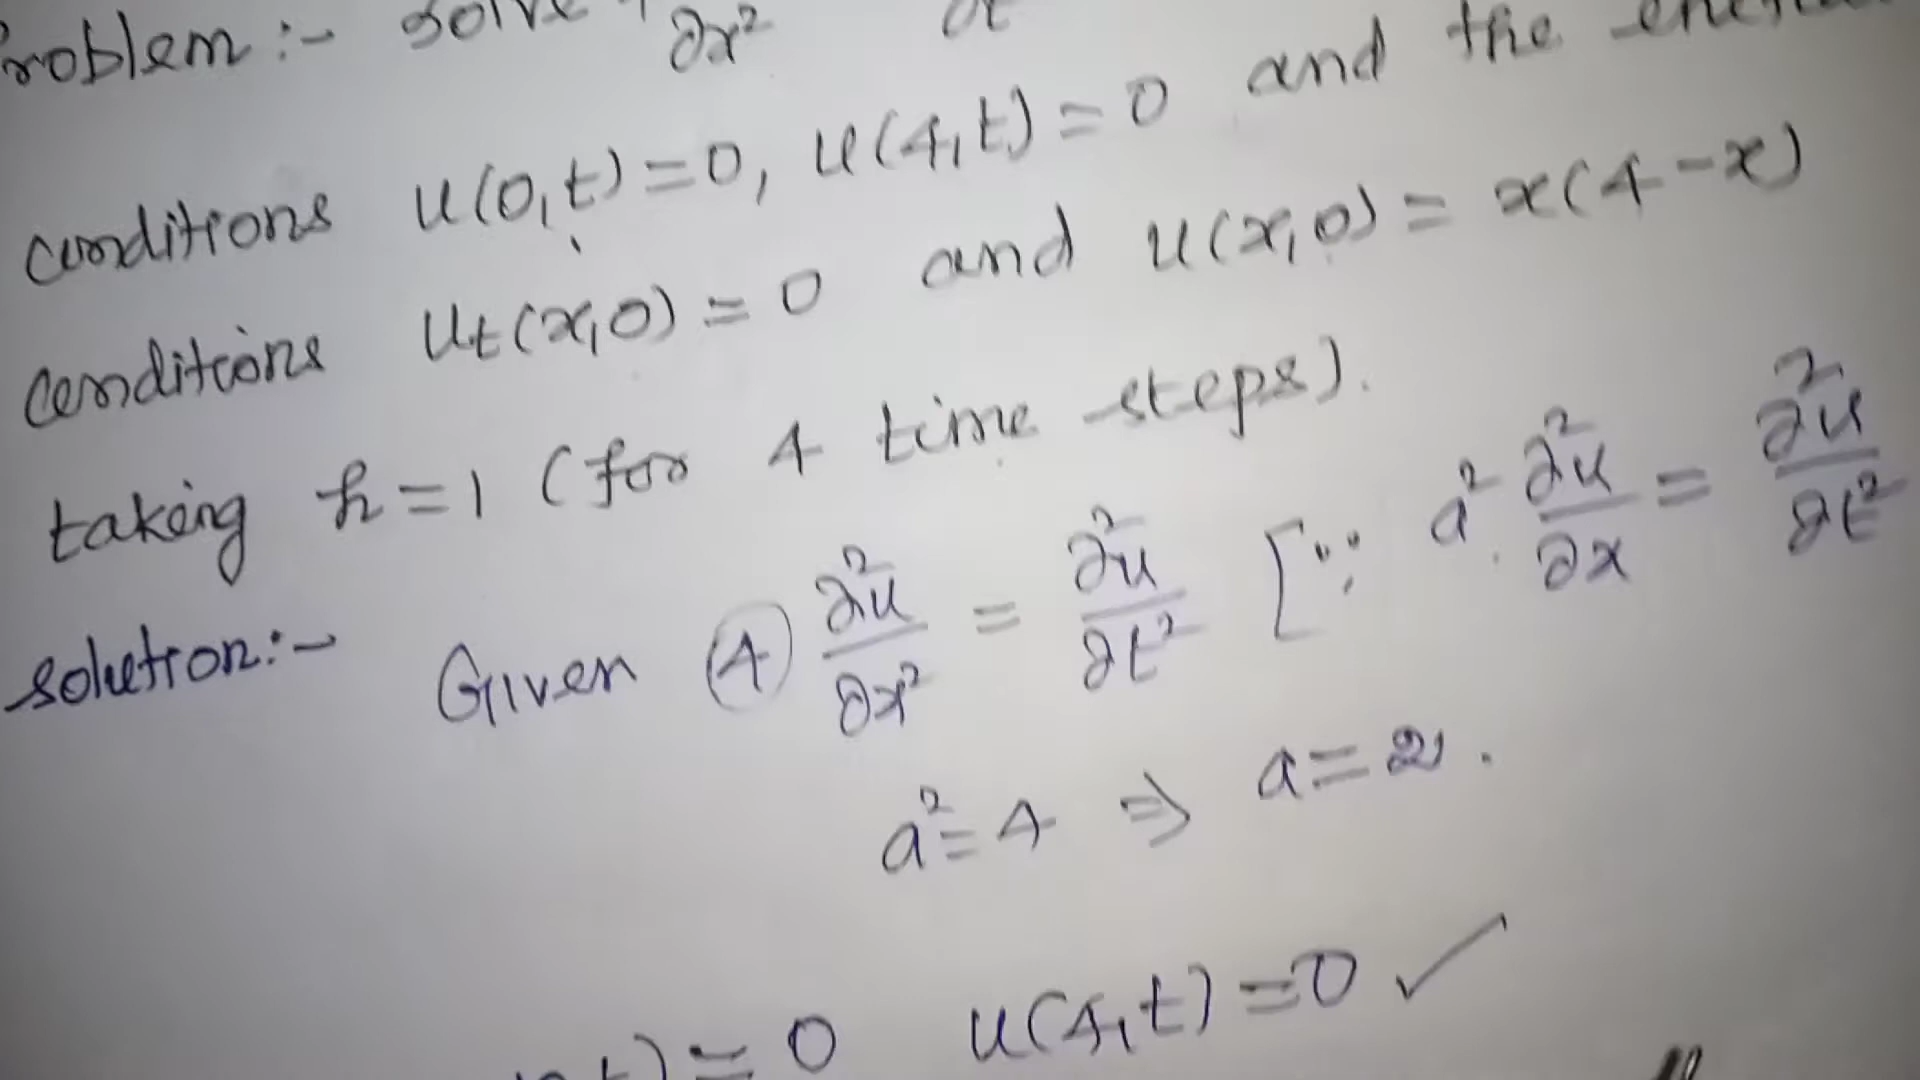 Problem :- solve ∂x²
conditions u(0,t)=0, u(4,t)=0 and the
conditions ut(x,0)=0 and u(x,0)=x(4-x)
taking h=1 (for 4 time steps).
solution:- Given (4) ∂²u/∂x² = ∂²u/∂t² [∵ a² ∂²u/∂x = ∂²u/∂t²
a²=4 ⇒ a=2.
t)=0 u(4,t)=0 ✓